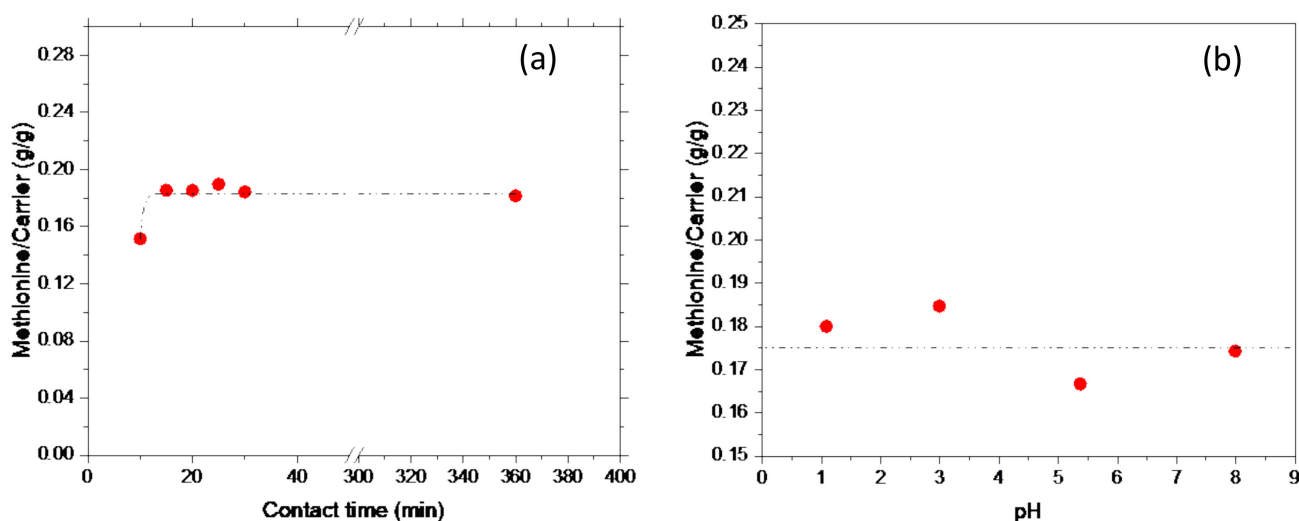 (a)
Methionine/Carrier (g/g)
0.28
0.24
0.20
0.16
0.12
0.08
0.04
0.00
0 20 40 300 320 340 360 380 400
Contact time (min)
(b)
Methionine/Carrier (g/g)
0.25
0.24
0.23
0.22
0.21
0.20
0.19
0.18
0.17
0.16
0.15
0 1 2 3 4 5 6 7 8 9
pH